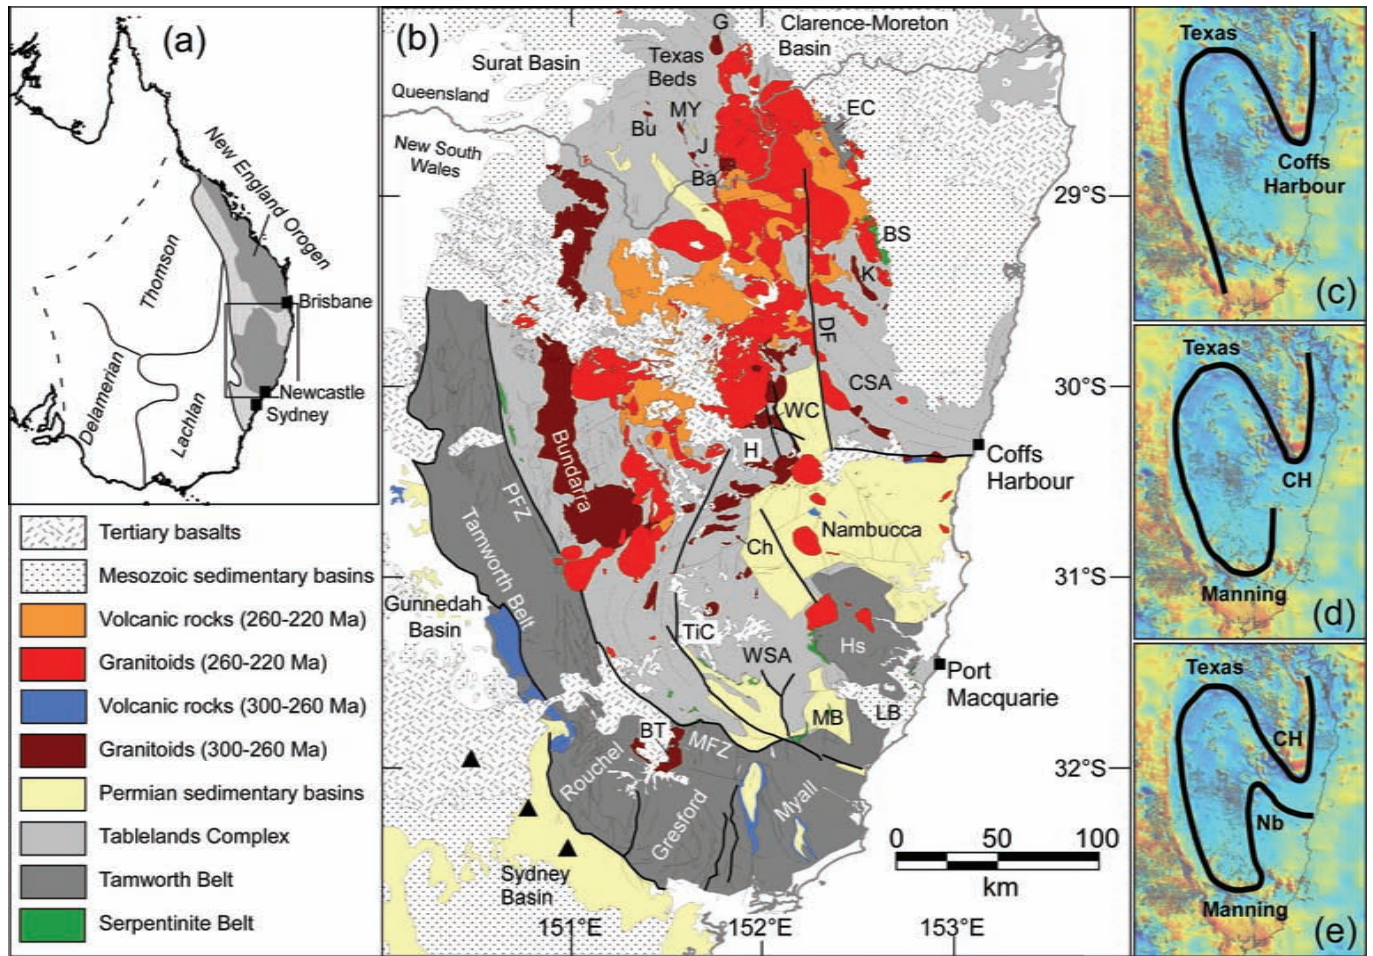 (a)
New England Orogen
Thomson
Brisbane
Delamerian
Lachlan
Newcastle
Sydney
Tertiary basalts
Mesozoic sedimentary basins
Volcanic rocks (260-220 Ma)
Granitoids (260-220 Ma)
Volcanic rocks (300-260 Ma)
Granitoids (300-260 Ma)
Permian sedimentary basins
Tablelands Complex
Tamworth Belt
Serpentinite Belt
(b)
G
Clarence-Moreton
Basin
Surat Basin
Texas
Beds
Queensland
New South
Wales
MY
EC
Bu
J
Ba
29°S
BS
K
DF
30°S
CSA
WC
H
Coffs
Harbour
Bundarra
PFZ
Tamworth Belt
Nambucca
Ch
31°S
Gunnedah
Basin
TiC
WSA
Hs
Port
Macquarie
MB
LB
BT
MFZ
32°S
Rouchel
Gresford
Myall
0 50 100
km
Sydney
Basin
151°E
152°E
153°E
Texas
Coffs
Harbour
(c)
Texas
CH
Manning
(d)
Texas
CH
Nb
Manning
(e)